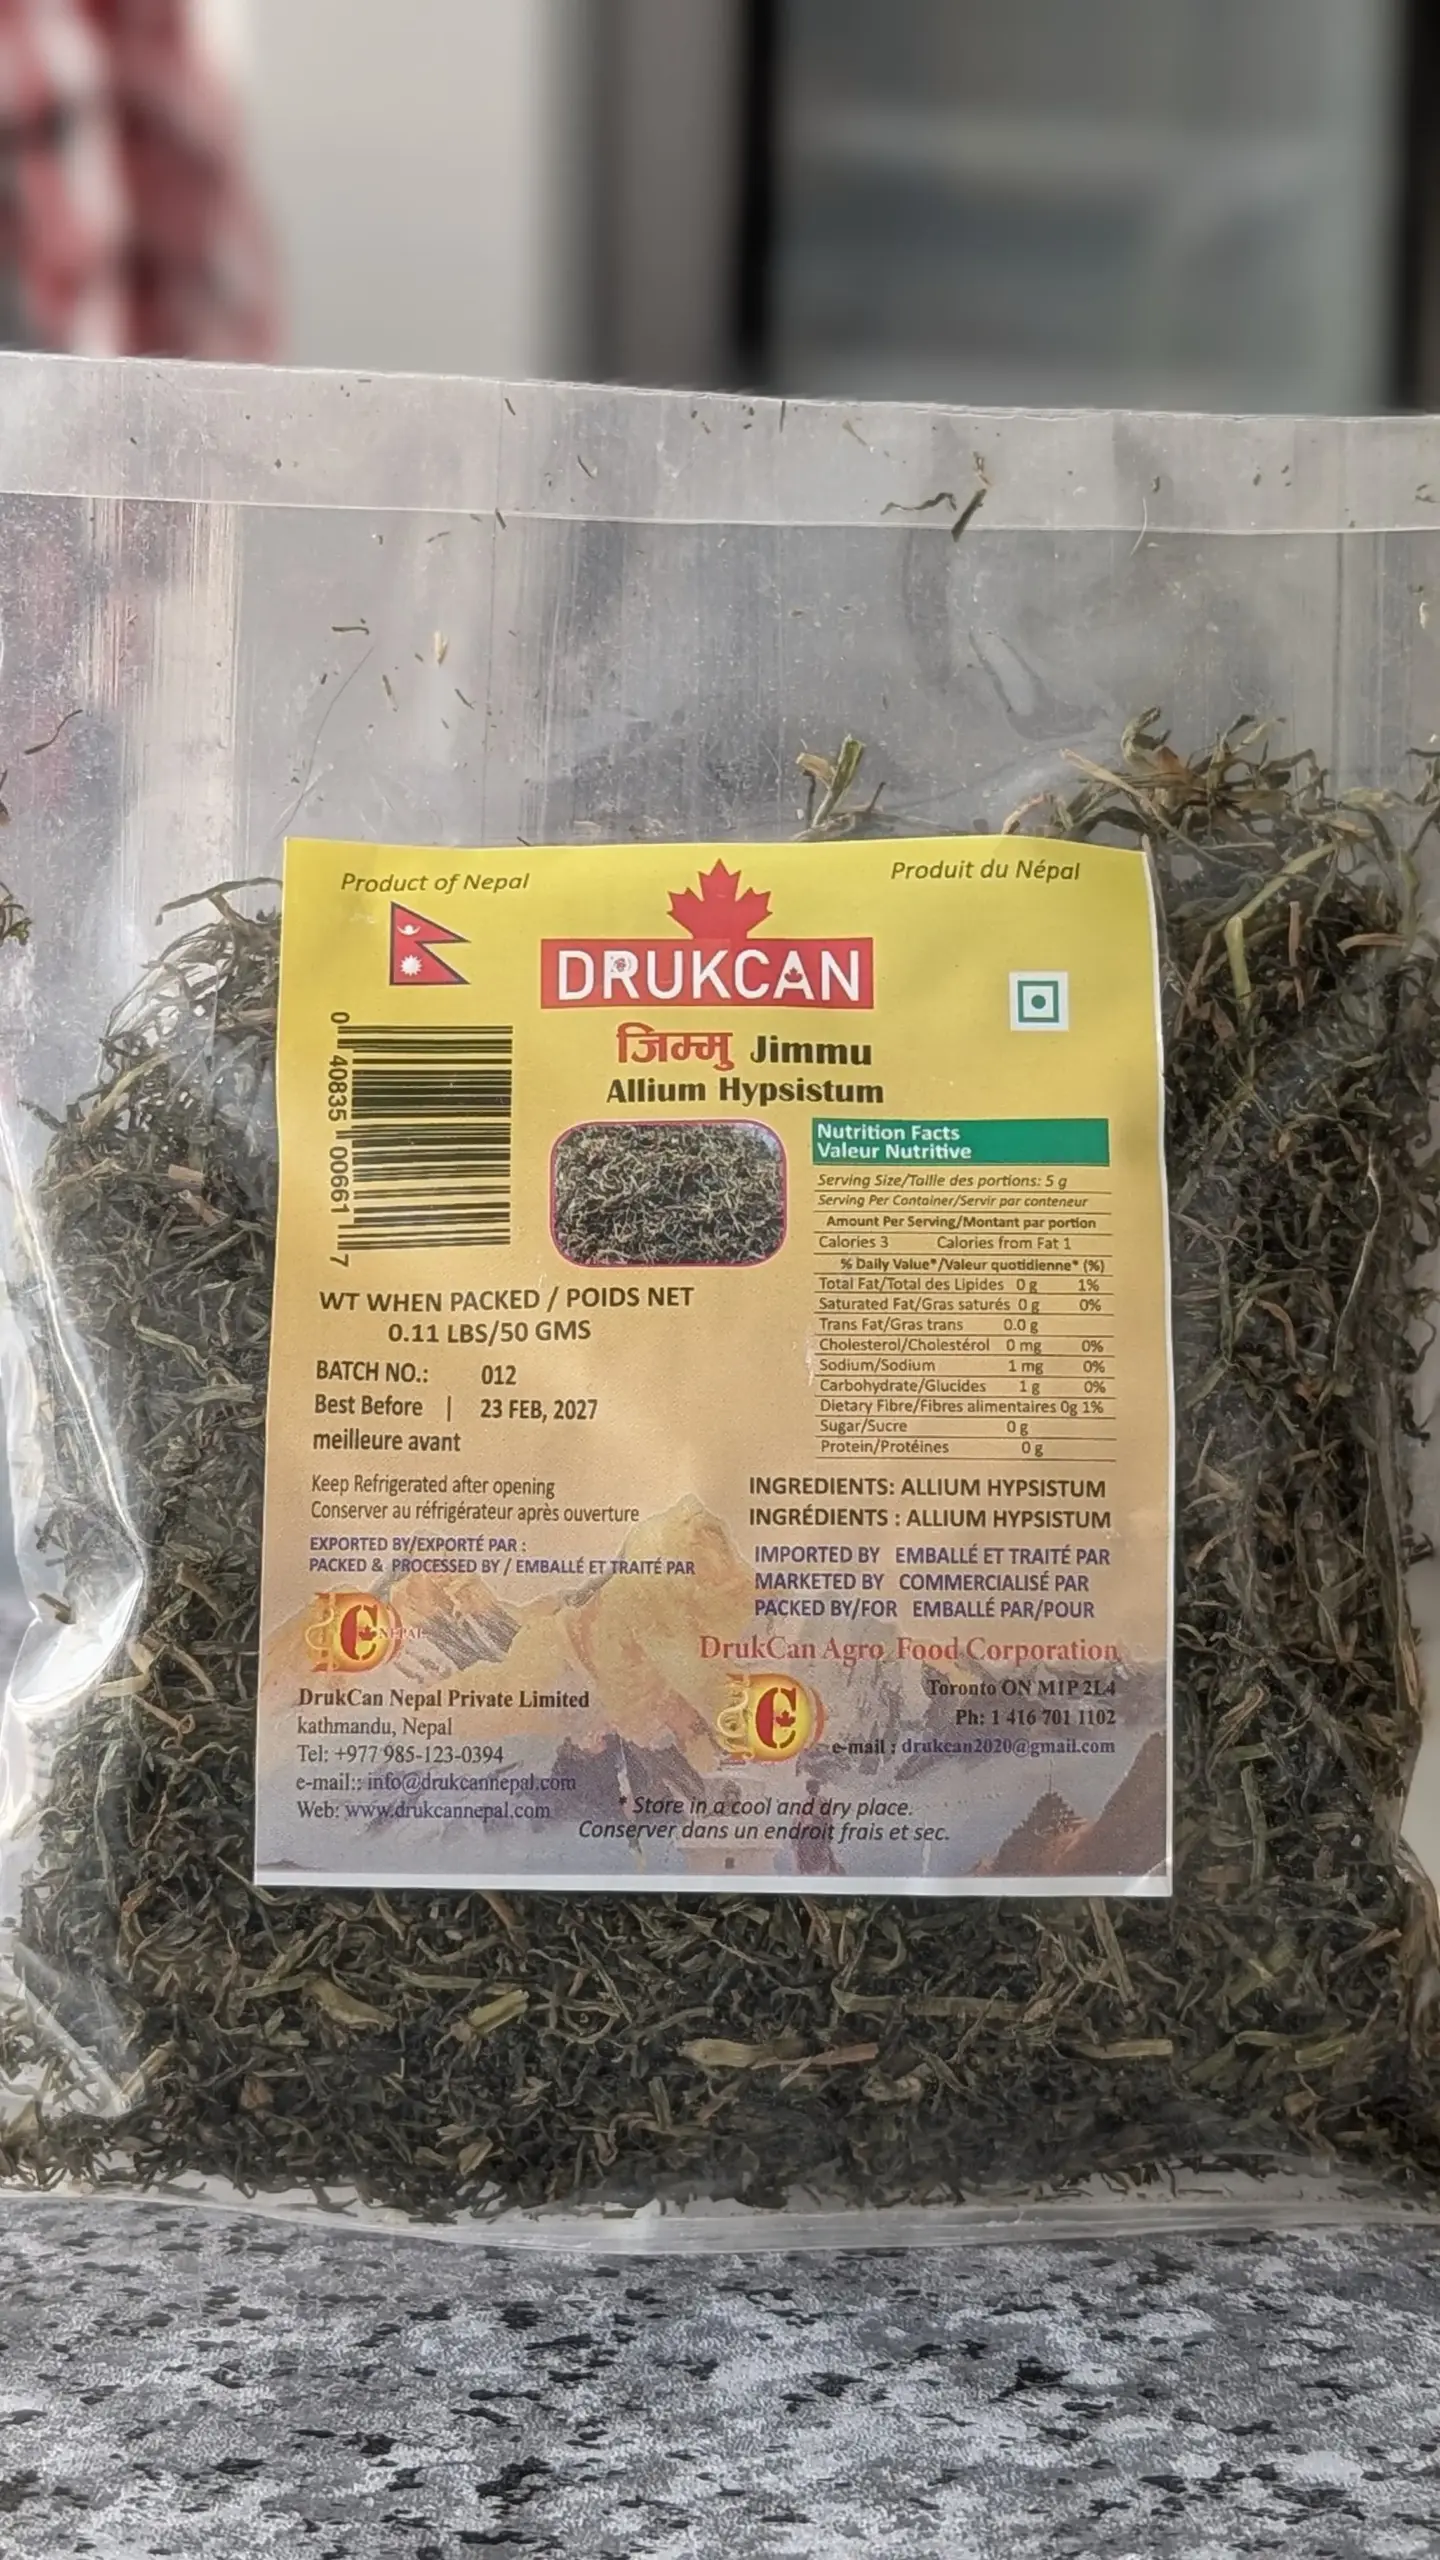 Product of Nepal
Produit du Népal
DRUKCAN
जिम्मु Jimmu
Allium Hypsistum
0 40835 00661 7
WT WHEN PACKED / POIDS NET
0.11 LBS/50 GMS
BATCH NO.: 012
Best Before | 23 FEB, 2027
meilleure avant
Keep Refrigerated after opening
Conserver au réfrigérateur après ouverture
EXPORTED BY/EXPORTÉ PAR :
PACKED & PROCESSED BY / EMBALLÉ ET TRAITÉ PAR
NEPAL
DrukCan Nepal Private Limited
kathmandu, Nepal
Tel: +977 985-123-0394
e-mail:: info@drukcannepal.com
Web: www.drukcannepal.com
Nutrition Facts
Valeur Nutritive
Serving Size/Taille des portions: 5 g
Serving Per Container/Servir par conteneur
Amount Per Serving/Montant par portion
Calories 3 Calories from Fat 1
% Daily Value*/Valeur quotidienne* (%)
Total Fat/Total des Lipides 0 g 1%
Saturated Fat/Gras saturés 0 g 0%
Trans Fat/Gras trans 0.0 g
Cholesterol/Cholestérol 0 mg 0%
Sodium/Sodium 1 mg 0%
Carbohydrate/Glucides 1 g 0%
Dietary Fibre/Fibres alimentaires 0g 1%
Sugar/Sucre 0 g
Protein/Protéines 0 g
INGREDIENTS: ALLIUM HYPSISTUM
INGRÉDIENTS : ALLIUM HYPSISTUM
IMPORTED BY EMBALLÉ ET TRAITÉ PAR
MARKETED BY COMMERCIALISÉ PAR
PACKED BY/FOR EMBALLÉ PAR/POUR
DrukCan Agro Food Corporation
Toronto ON M1P 2L4
Ph: 1 416 701 1102
e-mail : drukcan2020@gmail.com
* Store in a cool and dry place.
Conserver dans un endroit frais et sec.